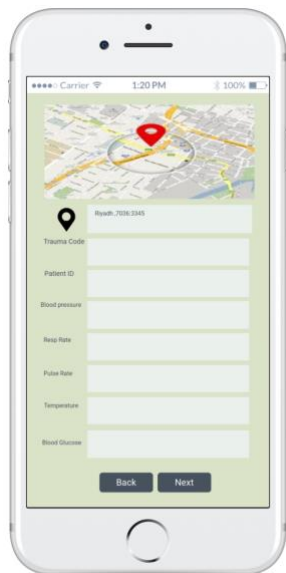 Carrier 1:20 PM 100%
Riyadh ,7036:3345
Trauma Code
Patient ID
Blood pressure
Resp Rate
Pulse Rate
Temperature
Blood Glucose
Back Next